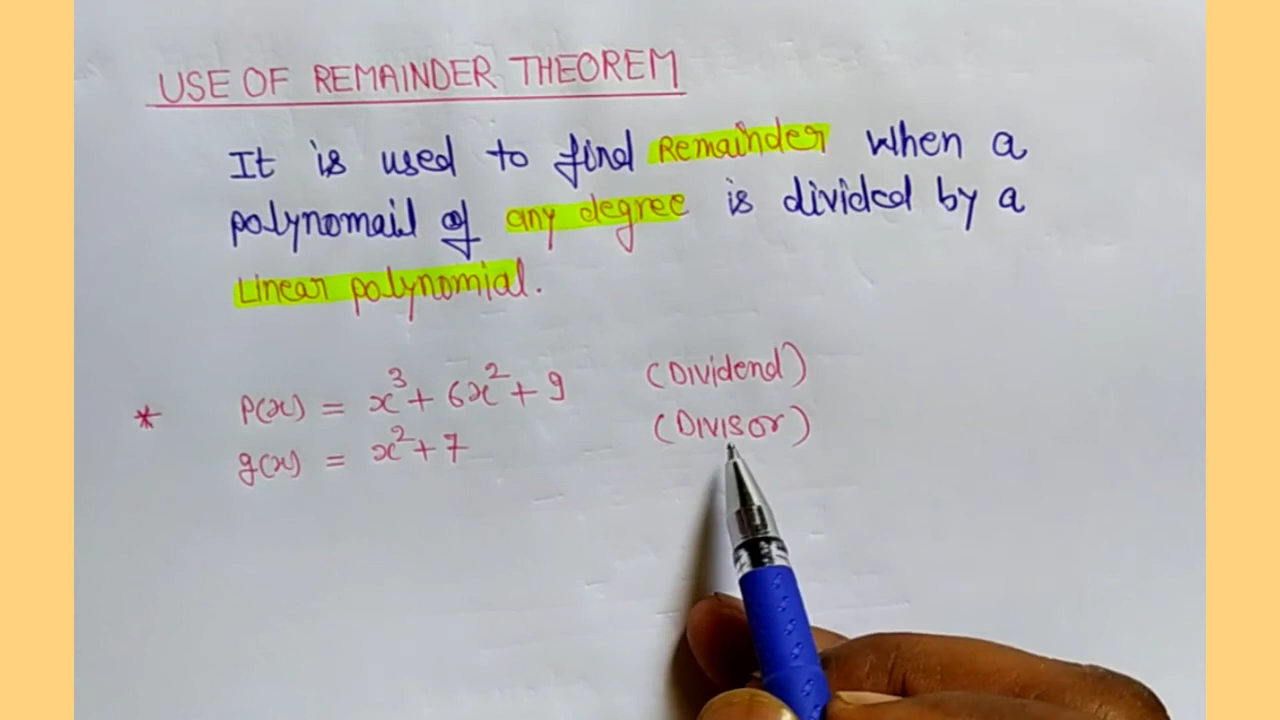 USE OF REMAINDER THEOREM
It is used to find Remainder when a
polynomail of any degree is divided by a
Linear polynomial.
* P(x) = x³ + 6x² + 9 (Dividend)
g(x) = x² + 7 (Divisor)